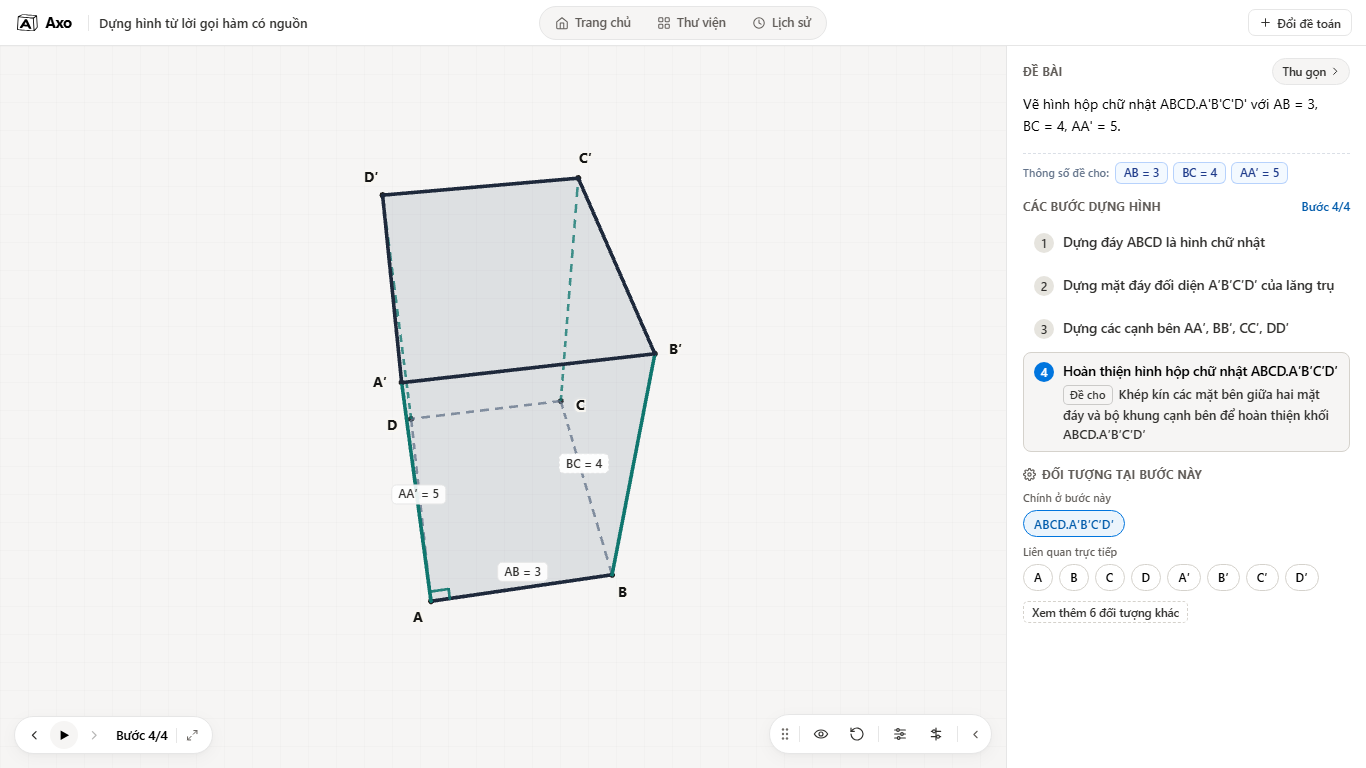 Axo
Dựng hình từ lời gọi hàm có nguồn
Trang chủ
Thư viện
Lịch sử
Đổi đề toán
D′
C′
A′
B′
D
C
BC = 4
AA′ = 5
AB = 3
A
B
Bước 4/4
ĐỀ BÀI
Thu gọn
Vẽ hình hộp chữ nhật ABCD.A'B'C'D' với AB = 3,
BC = 4, AA' = 5.
Thông số đề cho: AB = 3 BC = 4 AA′ = 5
CÁC BƯỚC DỰNG HÌNH
Bước 4/4
1 Dựng đáy ABCD là hình chữ nhật
2 Dựng mặt đáy đối diện A′B′C′D′ của lăng trụ
3 Dựng các cạnh bên AA′, BB′, CC′, DD′
4 Hoàn thiện hình hộp chữ nhật ABCD.A′B′C′D′
Đề cho Khép kín các mặt bên giữa hai mặt
đáy và bộ khung cạnh bên để hoàn thiện khối
ABCD.A′B′C′D′
ĐỐI TƯỢNG TẠI BƯỚC NÀY
Chính ở bước này
ABCD.A′B′C′D′
Liên quan trực tiếp
A B C D A′ B′ C′ D′
Xem thêm 6 đối tượng khác